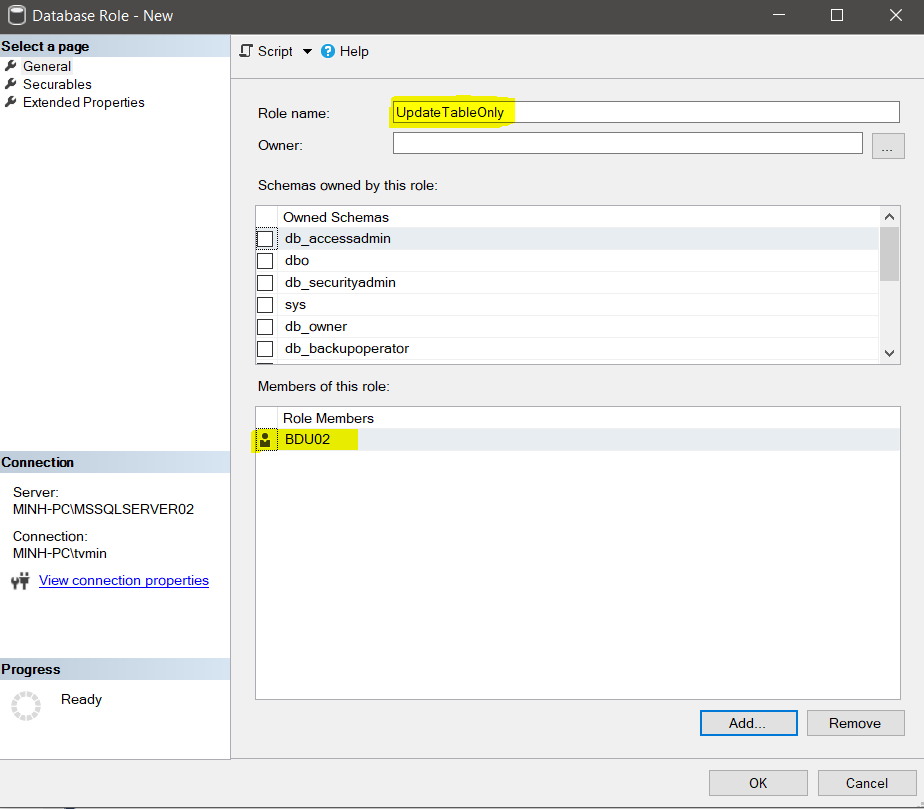 Database Role - New
Select a page
General
Securables
Extended Properties
Script
Help
Role name:
UpdateTableOnly
Owner:
...
Schemas owned by this role:
Owned Schemas
db_accessadmin
dbo
db_securityadmin
sys
db_owner
db_backupoperator
Members of this role:
Role Members
BDU02
Connection
Server:
MINH-PC\MSSQLSERVER02
Connection:
MINH-PC\tvmin
View connection properties
Progress
Ready
Add...
Remove
OK
Cancel